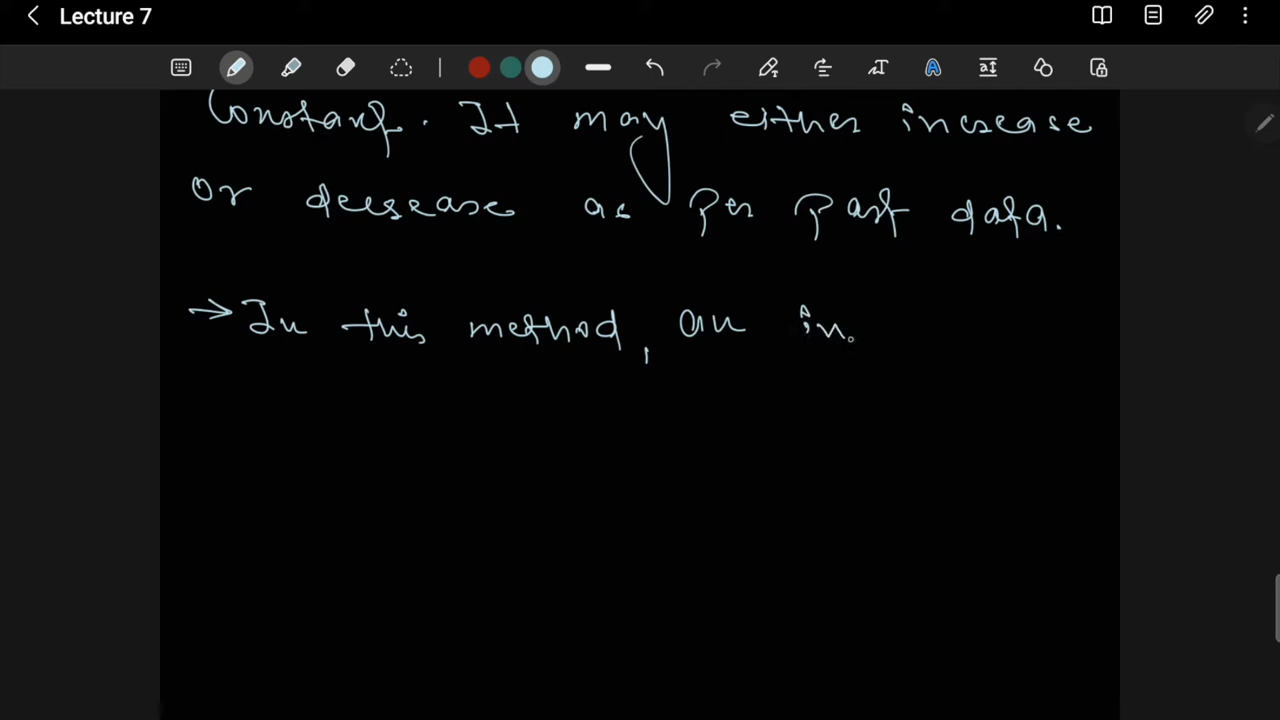 Lecture 7
Constant. It may either increase
or decrease as per past data.
→ In this method, an in